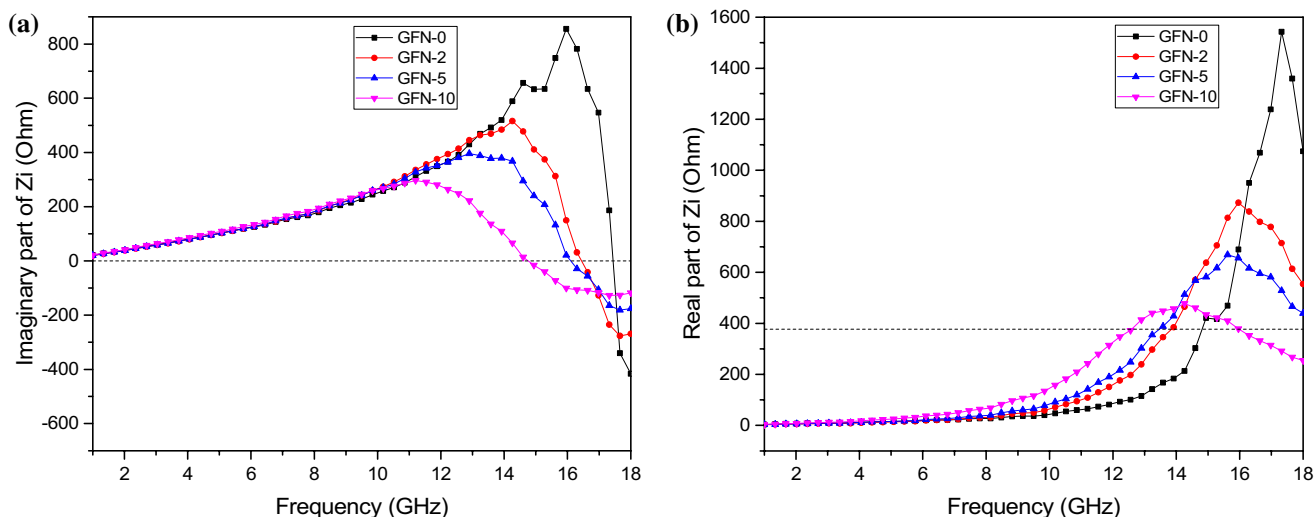 (a)
Imaginary part of Zi (Ohm)
800
600
400
200
0
-200
-400
-600
GFN-0
GFN-2
GFN-5
GFN-10
2 4 6 8 10 12 14 16 18
Frequency (GHz)
(b)
Real part of Zi (Ohm)
1600
1400
1200
1000
800
600
400
200
0
GFN-0
GFN-2
GFN-5
GFN-10
2 4 6 8 10 12 14 16 18
Frequency (GHz)